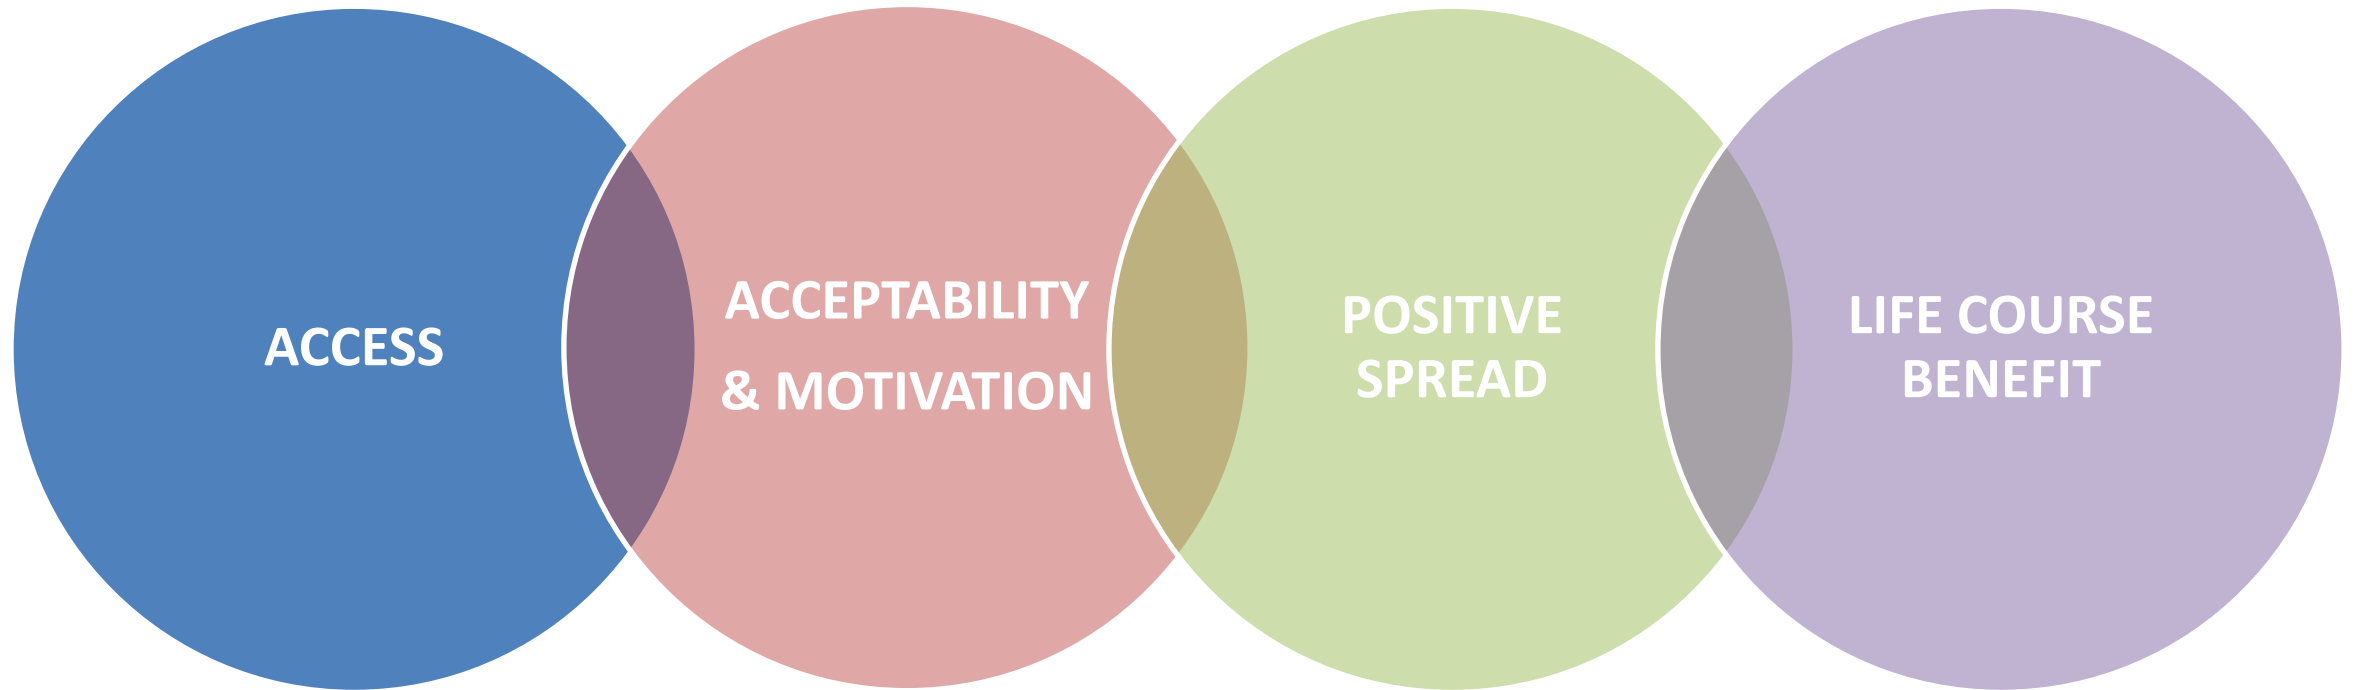 ACCESS
ACCEPTABILITY
& MOTIVATION
POSITIVE
SPREAD
LIFE COURSE
BENEFIT